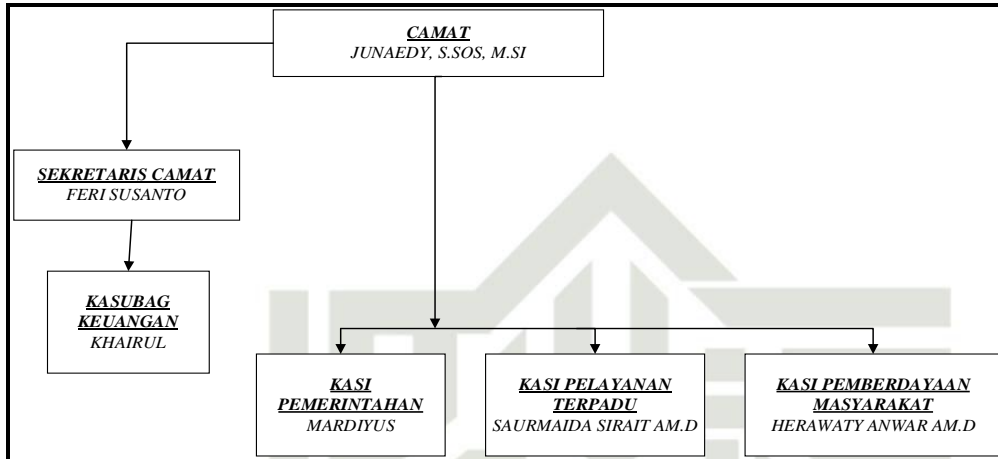 CAMAT
JUNAEDY, S.SOS, M.SI
SEKRETARIS CAMAT
FERI SUSANTO
KASUBAG
KEUANGAN
KHAIRUL
KASI
PEMERINTAHAN
MARDIYUS
KASI PELAYANAN
TERPADU
SAURMAIDA SIRAIT AM.D
KASI PEMBERDAYAAN
MASYARAKAT
HERAWATY ANWAR AM.D